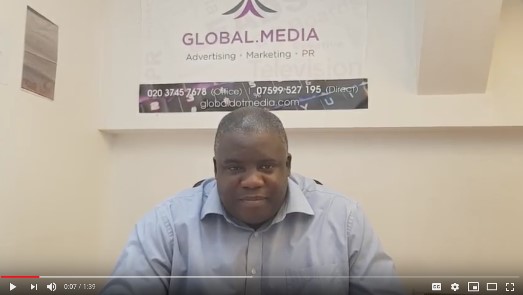 GLOBAL.MEDIA
Advertising · Marketing · PR
020 3745 7678 (Office) | 07599 527 195 (Direct)
globaldotmedia.com
0:07 / 1:39